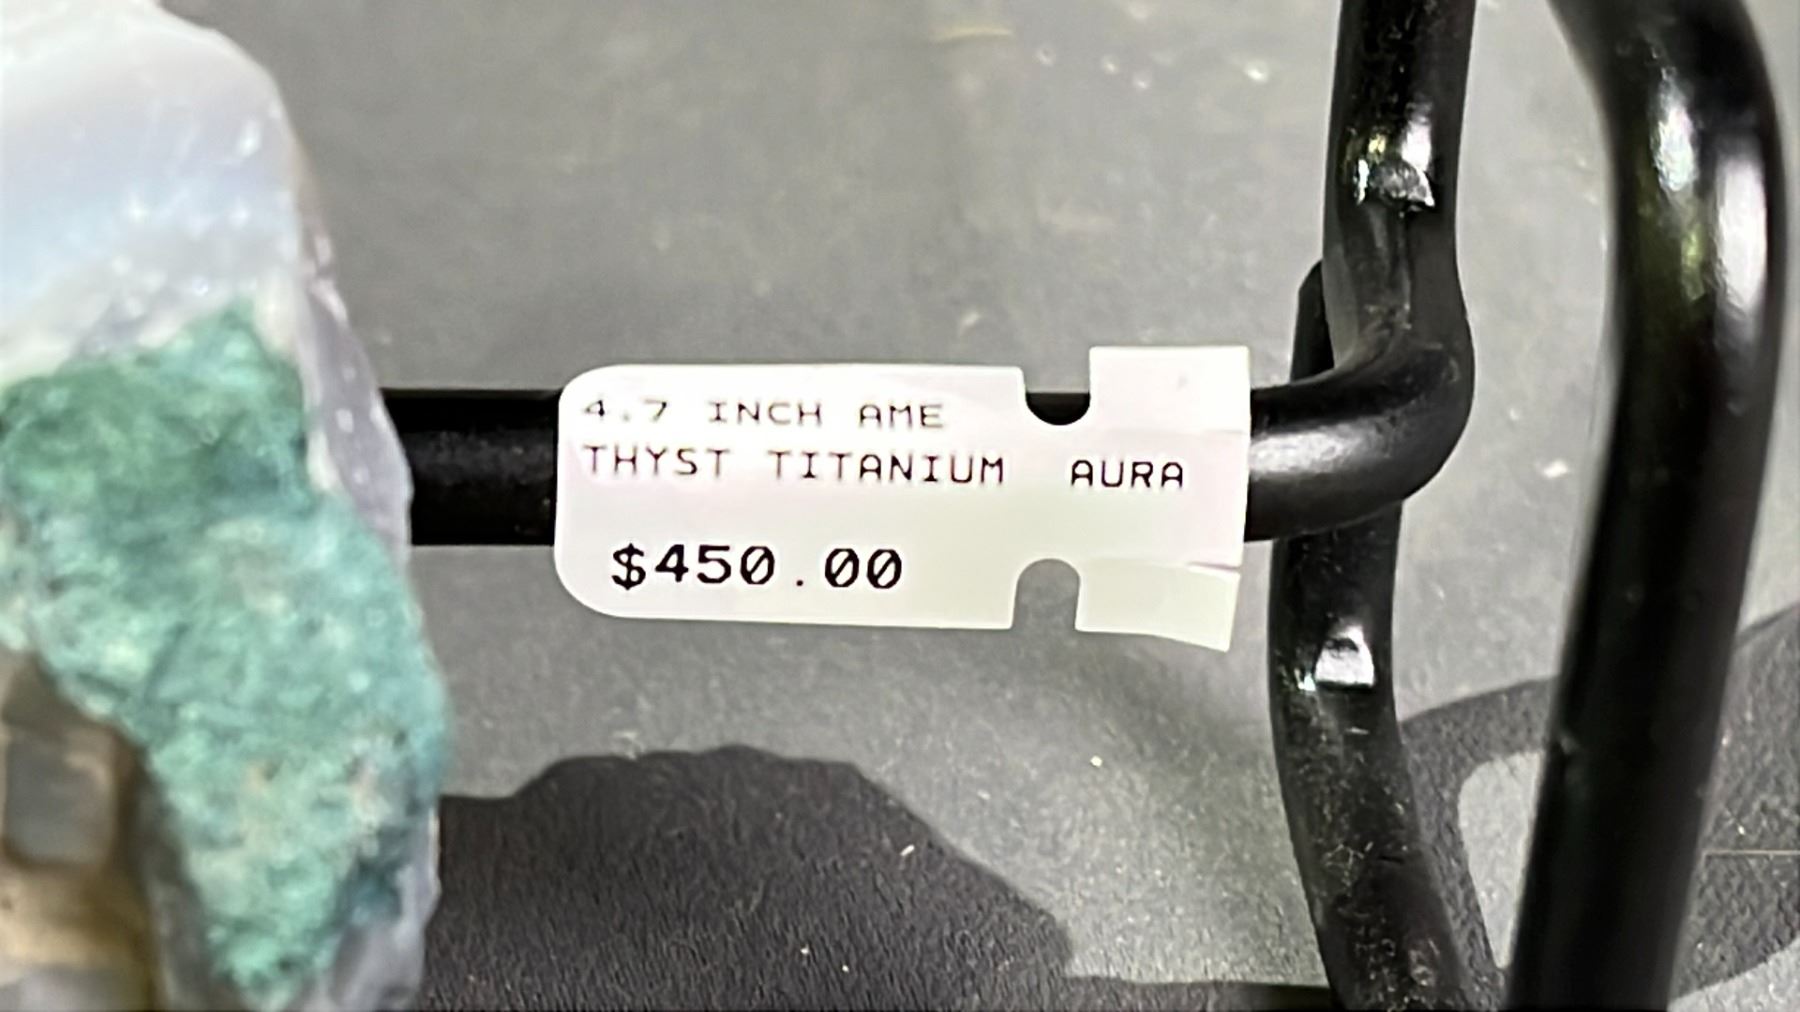 4.7 INCH AME
THYST TITANIUM AURA
$450.00